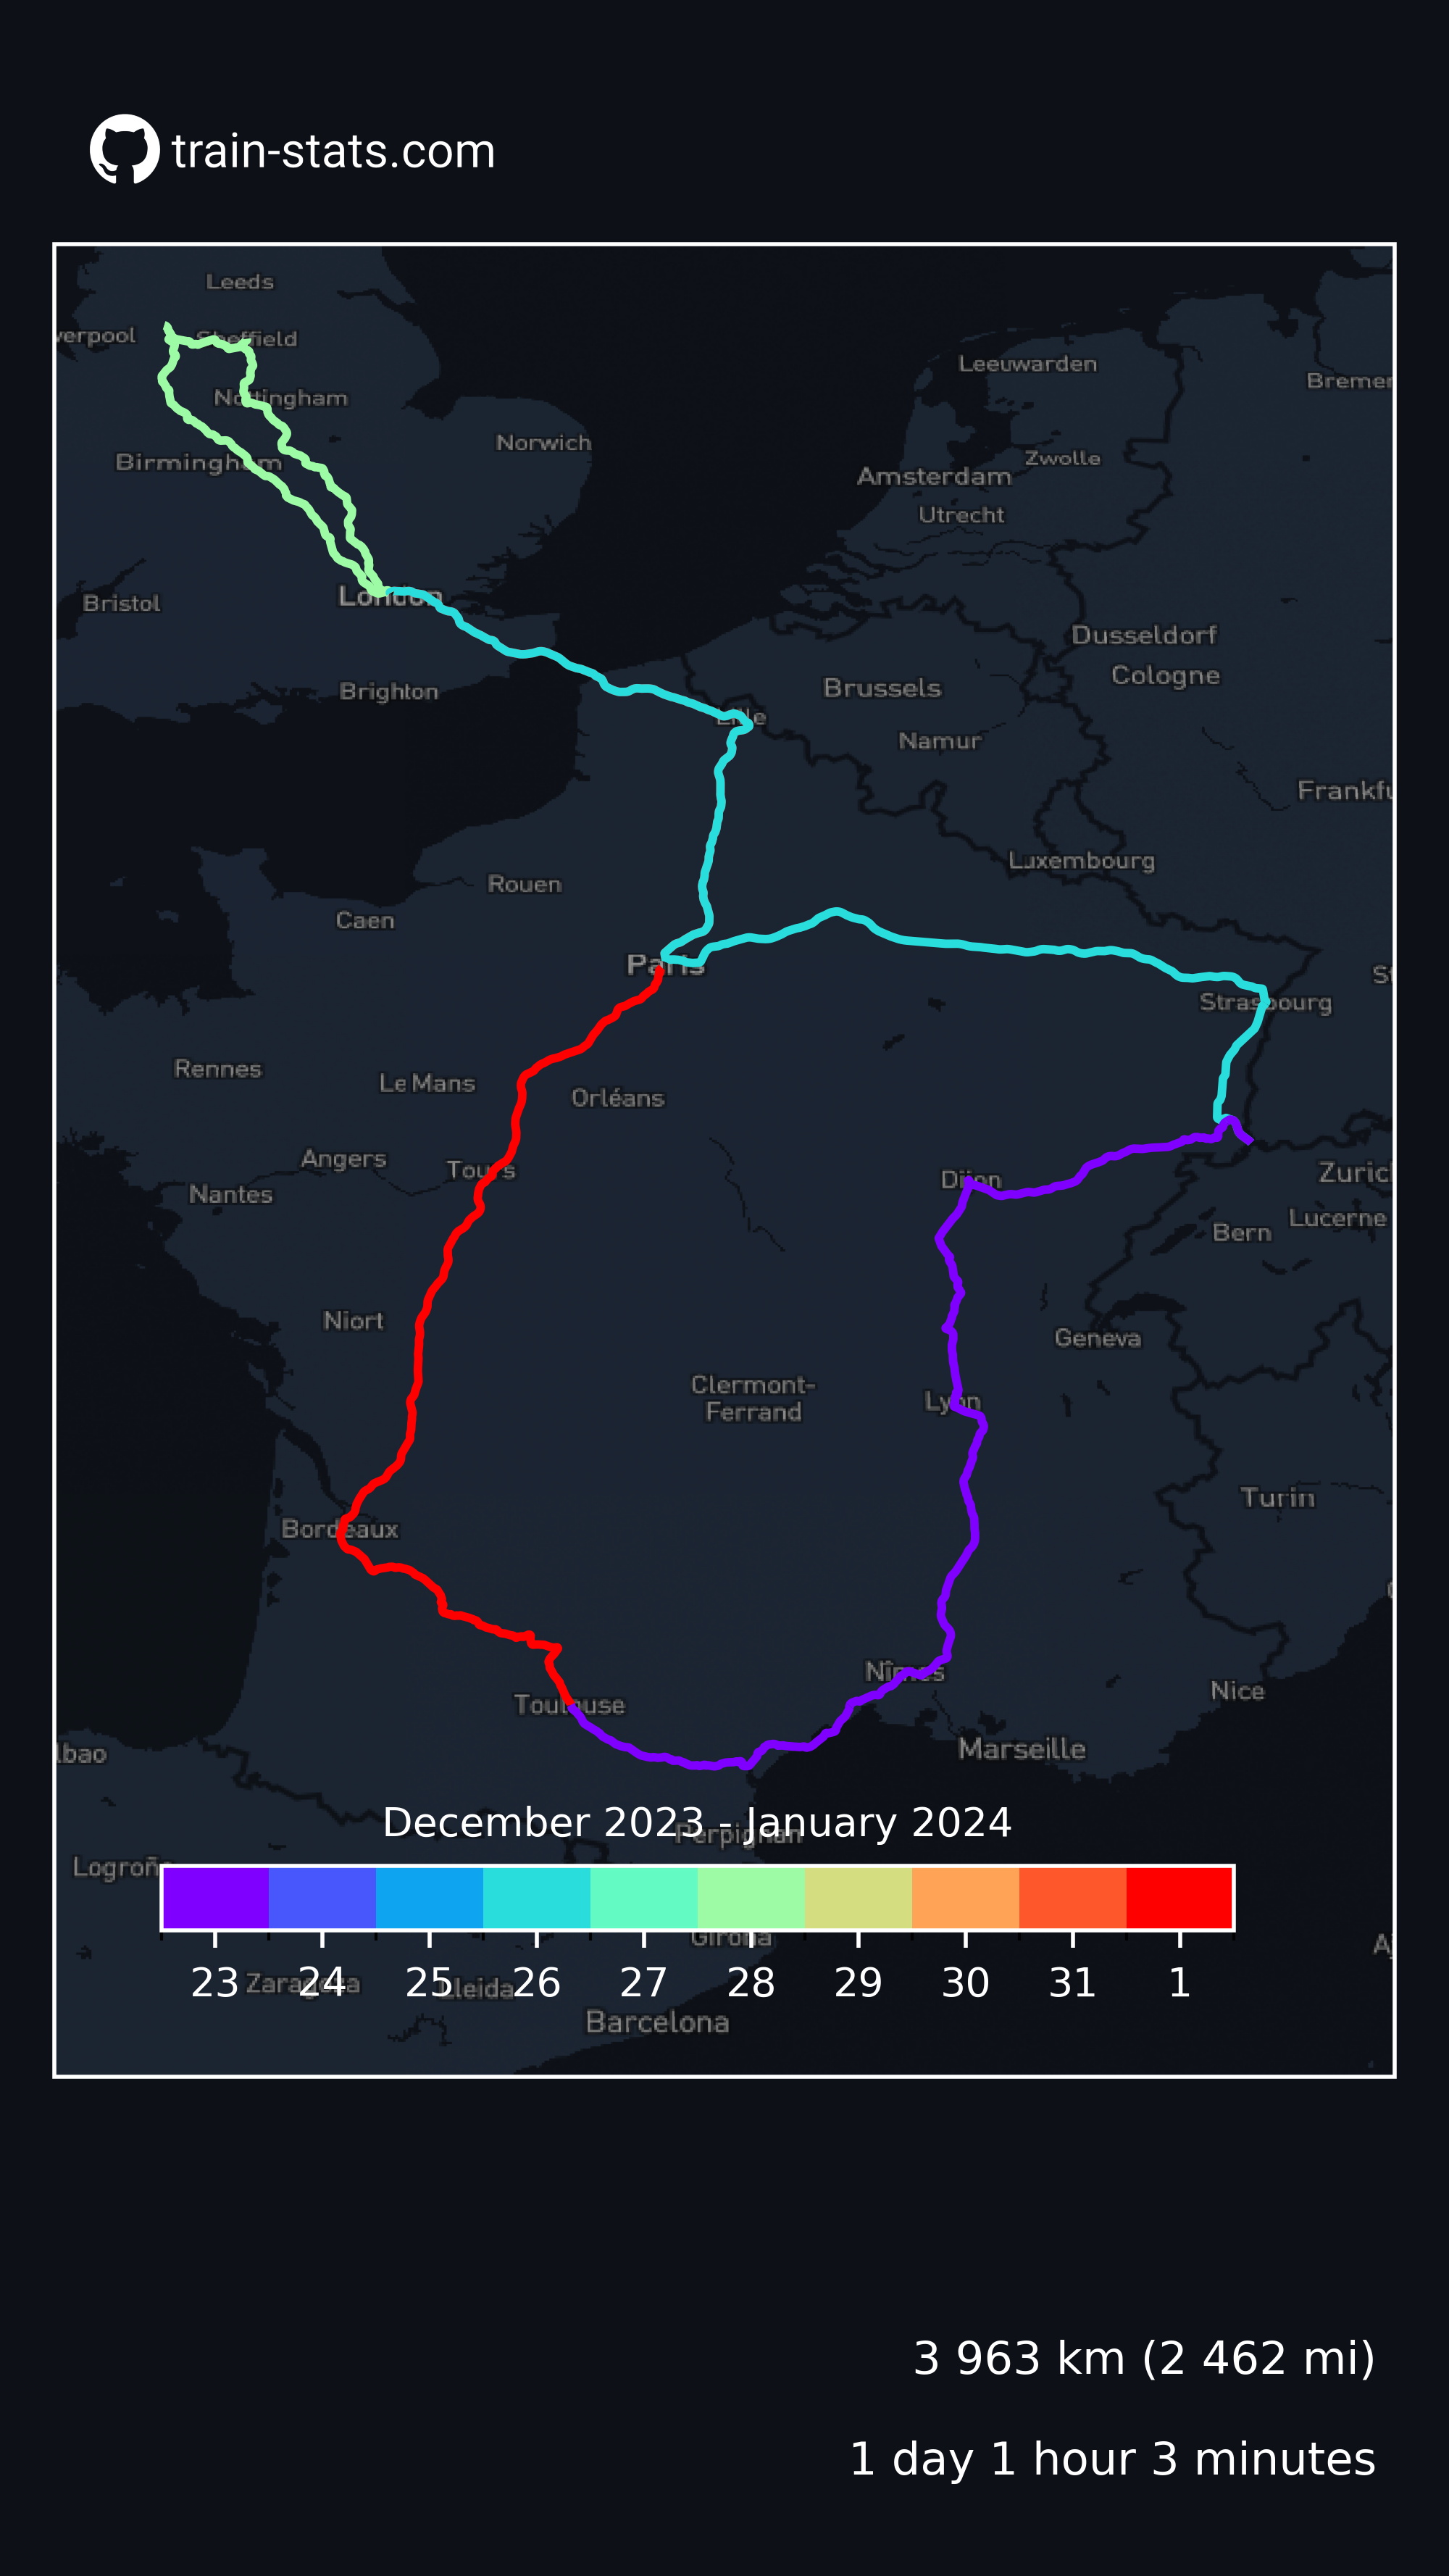 train-stats.com
Leeds
verpool
Sheffield
Leeuwarden
Bremer
Nottingham
Norwich
Birmingham
Zwolle
Amsterdam
Utrecht
London
Bristol
Dusseldorf
Cologne
Brighton
Brussels
Lille
Namur
Frankfu
Luxembourg
Rouen
Caen
Paris
St
Strasbourg
Rennes
Le Mans
Orléans
Angers
Tours
Dijon
Zuric
Nantes
Lucerne
Bern
Niort
Geneva
Clermont-
Ferrand
Lyon
Turin
Bordeaux
Nîmes
Nice
Toulouse
Marseille
lbao
December 2023 - January 2024
Perpignan
Logroñ
Girona
23 24 25 26 27 28 29 30 31 1
Zaragoza
Lleida
Barcelona
3 963 km (2 462 mi)
1 day 1 hour 3 minutes